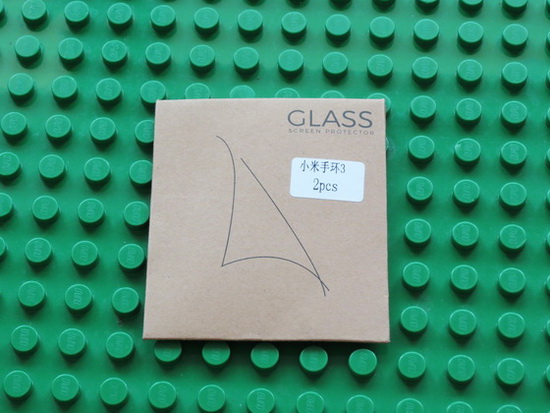 GLASS
SCREEN PROTECTOR
小米手环3
2pcs